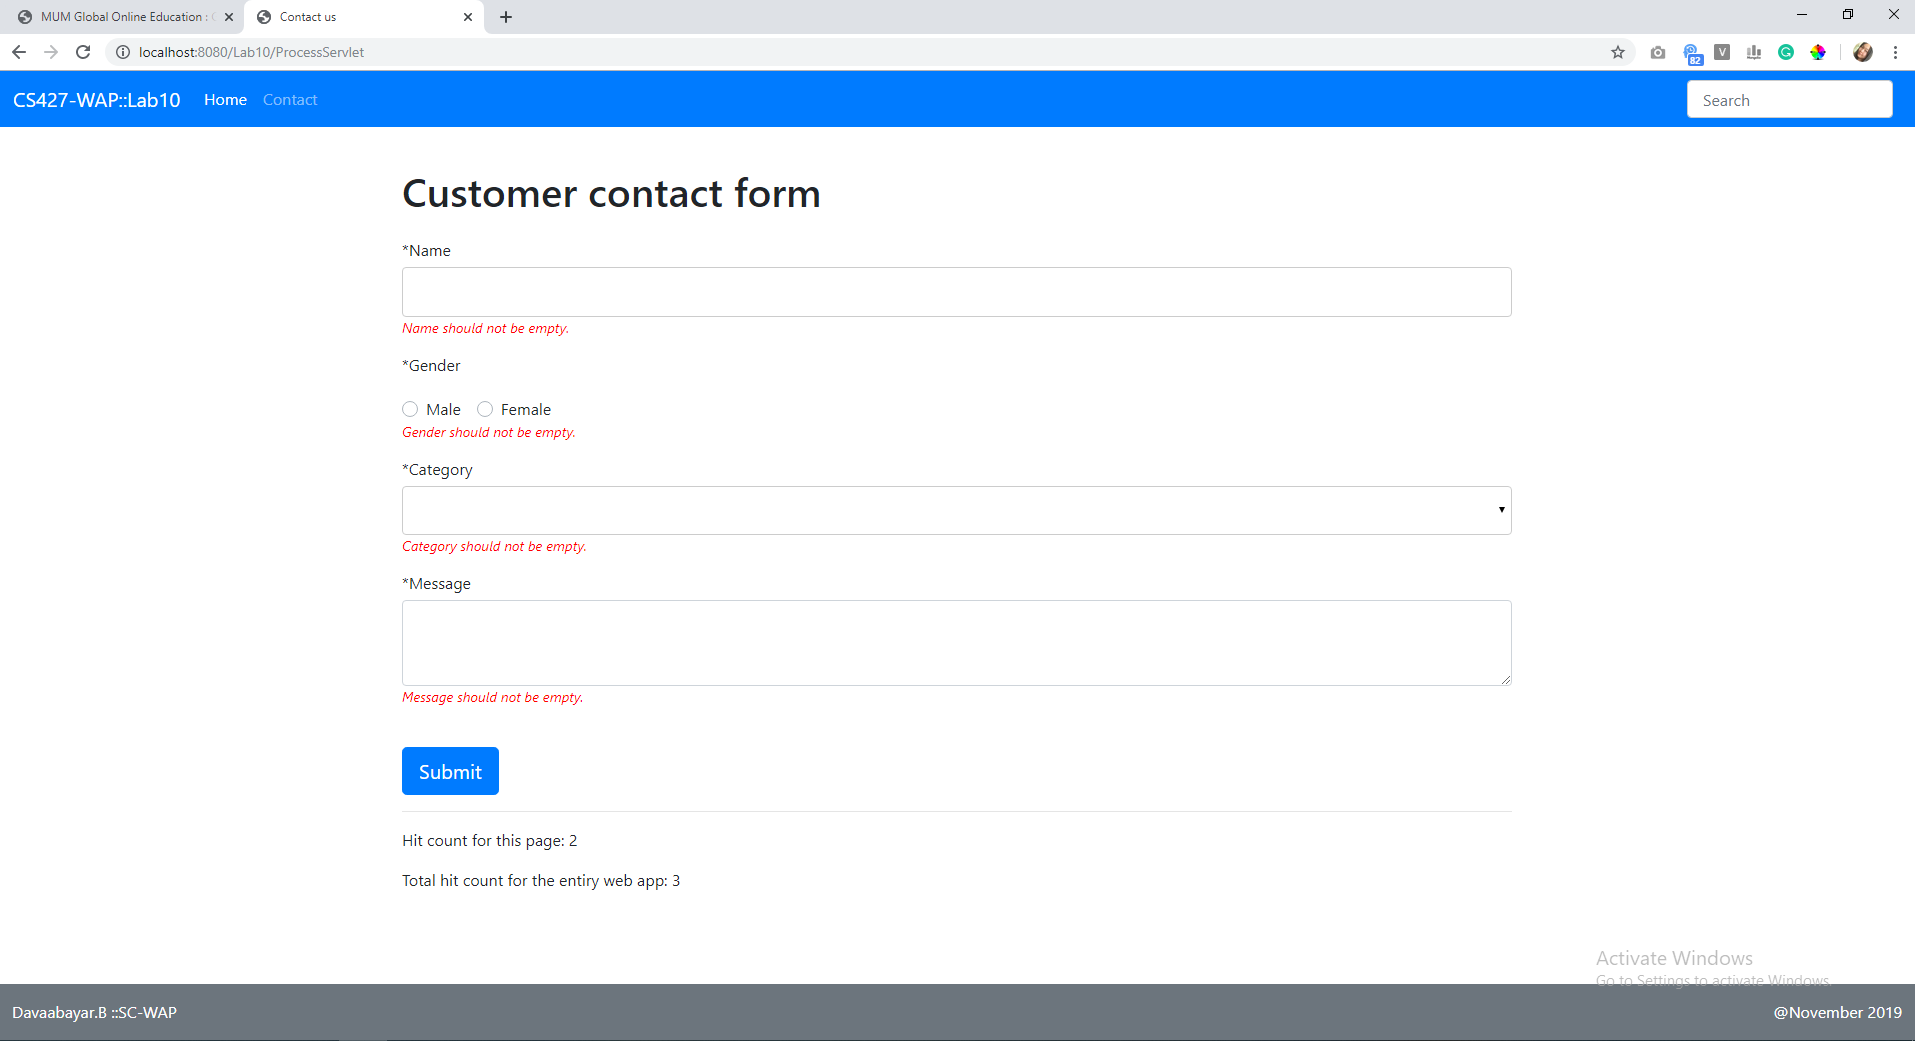 MUM Global Online Education :
Contact us
localhost:8080/Lab10/ProcessServlet
82
V
CS427-WAP::Lab10 Home Contact Search
Customer contact form
*Name
Name should not be empty.
*Gender
Male Female
Gender should not be empty.
*Category
Category should not be empty.
*Message
Message should not be empty.
Submit
Hit count for this page: 2
Total hit count for the entiry web app: 3
Activate Windows
Go to Settings to activate Windows.
Davaabayar.B ::SC-WAP @November 2019